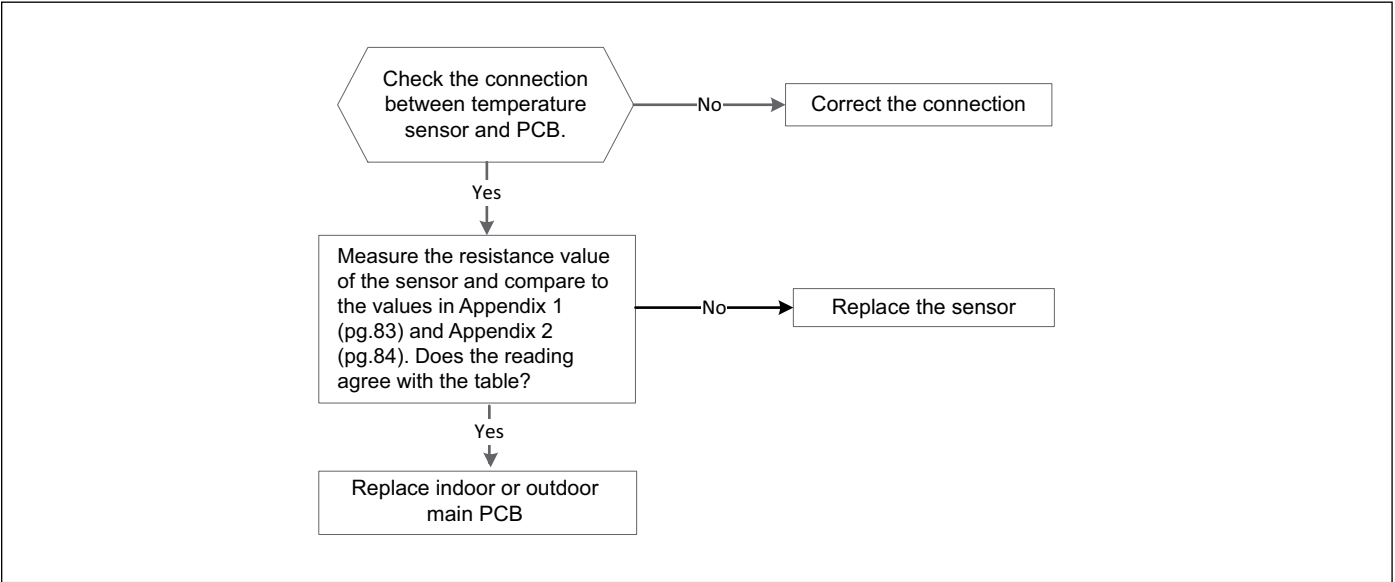 Check the connection
between temperature
sensor and PCB.
No
Correct the connection
Yes
Measure the resistance value
of the sensor and compare to
the values in Appendix 1
(pg.83) and Appendix 2
(pg.84). Does the reading
agree with the table?
No
Replace the sensor
Yes
Replace indoor or outdoor
main PCB